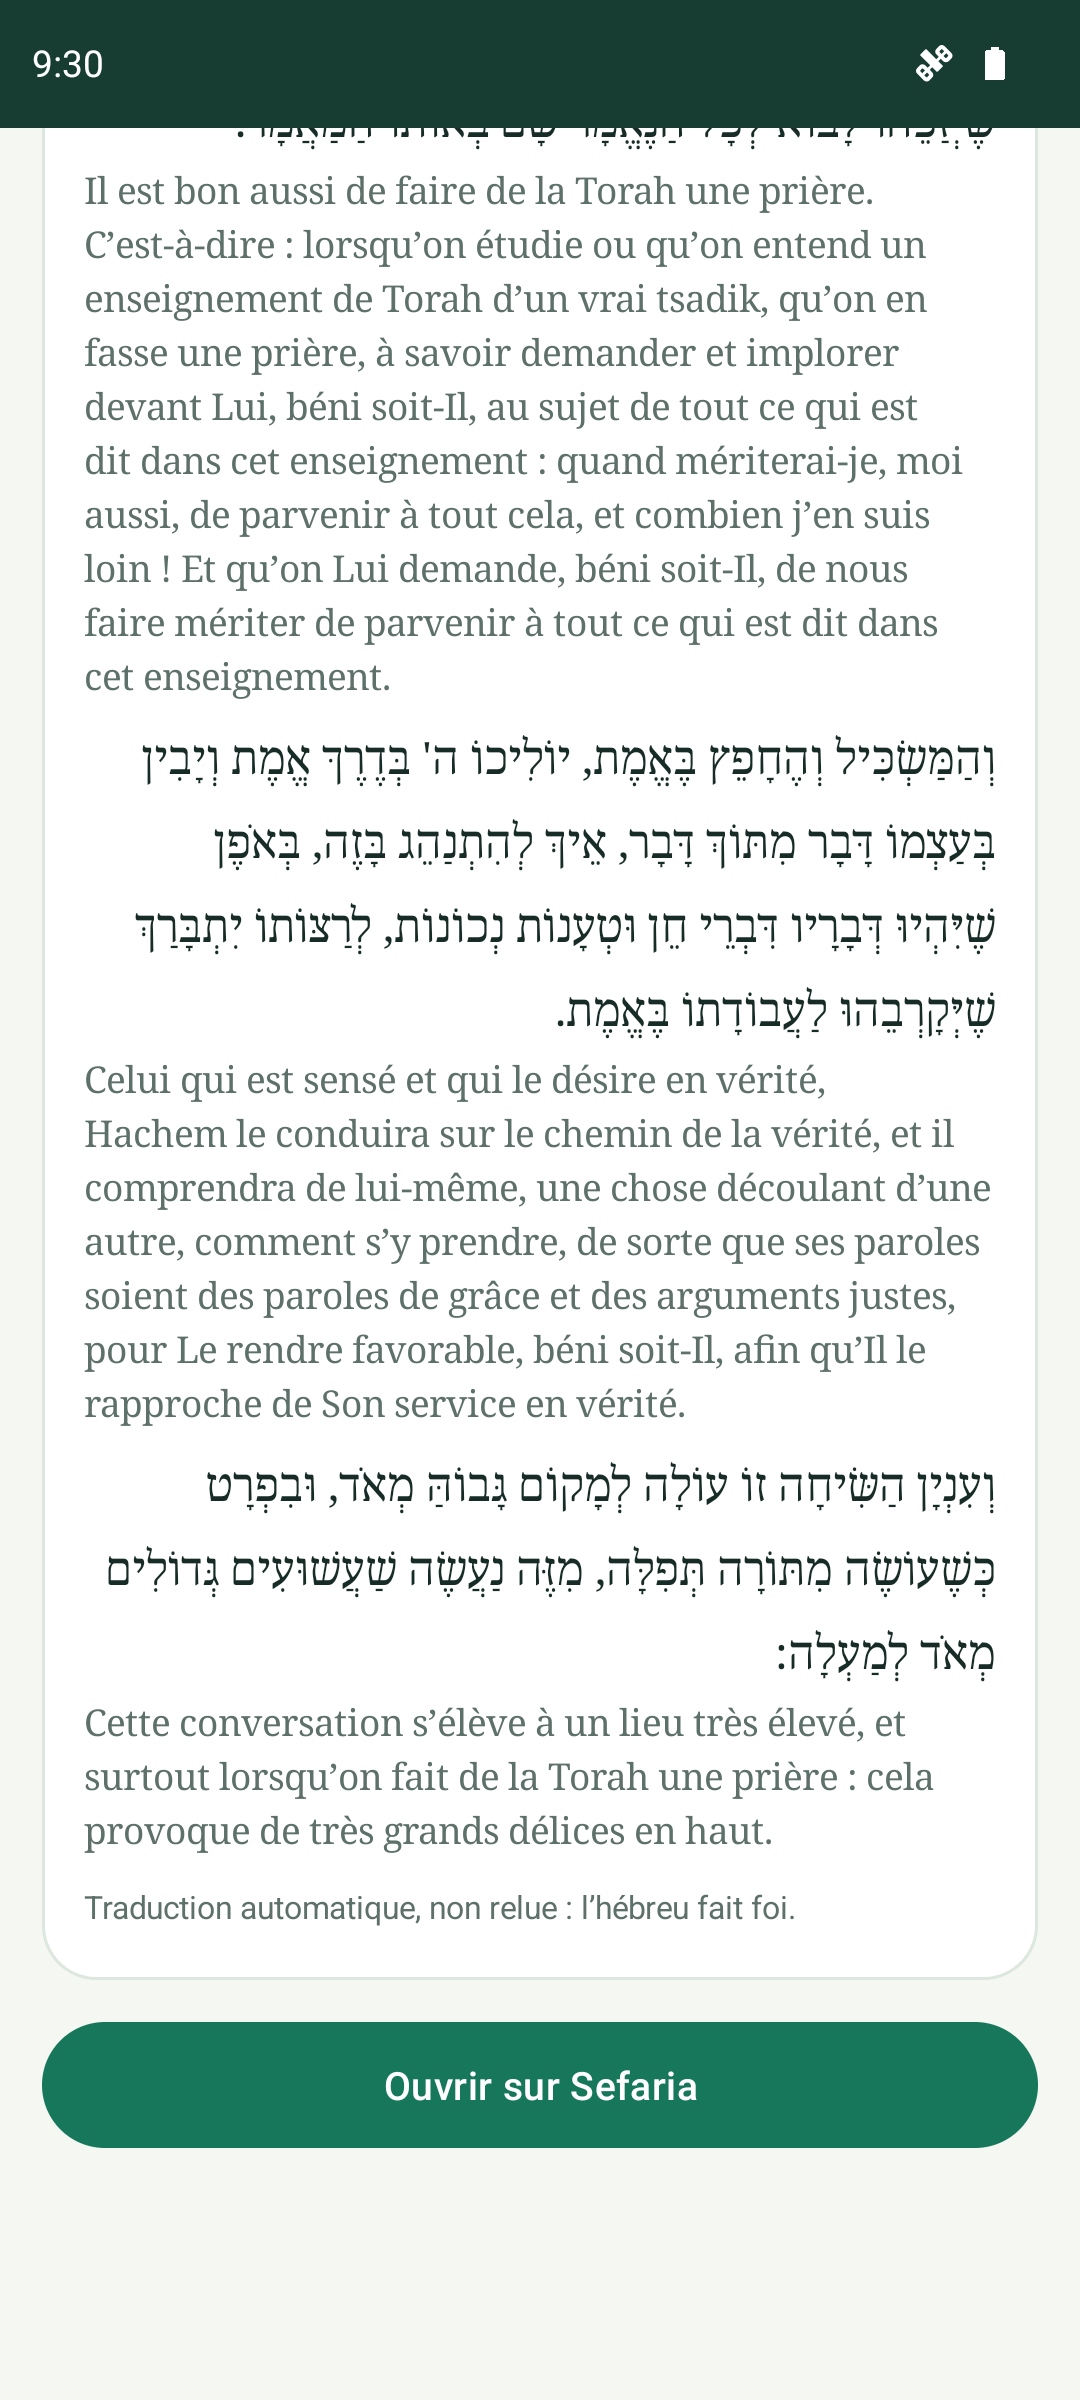 9:30
Il est bon aussi de faire de la Torah une prière.
C’est-à-dire : lorsqu’on étudie ou qu’on entend un
enseignement de Torah d’un vrai tsadik, qu’on en
fasse une prière, à savoir demander et implorer
devant Lui, béni soit-Il, au sujet de tout ce qui est
dit dans cet enseignement : quand mériterai-je, moi
aussi, de parvenir à tout cela, et combien j’en suis
loin ! Et qu’on Lui demande, béni soit-Il, de nous
faire mériter de parvenir à tout ce qui est dit dans
cet enseignement.
וְהַמַּשְׂכִּיל וְהֶחָפֵץ בֶּאֱמֶת, יוֹלִיכוֹ ה' בְּדֶרֶךְ אֱמֶת וְיָבִין
בְּעַצְמוֹ דָּבָר מִתּוֹךְ דָּבָר, אֵיךְ לְהִתְנַהֵג בָּזֶה, בְּאֹפֶן
שֶׁיִּהְיוּ דְּבָרָיו דִּבְרֵי חֵן וּטְעָנוֹת נְכוֹנוֹת, לְרַצּוֹתוֹ יִתְבָּרַךְ
שֶׁיְּקָרְבֵהוּ לַעֲבוֹדָתוֹ בֶּאֱמֶת.
Celui qui est sensé et qui le désire en vérité,
Hachem le conduira sur le chemin de la vérité, et il
comprendra de lui-même, une chose découlant d’une
autre, comment s’y prendre, de sorte que ses paroles
soient des paroles de grâce et des arguments justes,
pour Le rendre favorable, béni soit-Il, afin qu’Il le
rapproche de Son service en vérité.
וְעִנְיָן הַשִּׂיחָה זוֹ עוֹלָה לְמָקוֹם גָּבוֹהַּ מְאֹד, וּבִפְרָט
כְּשֶׁעוֹשֶׂה מִתּוֹרָה תְּפִלָּה, מִזֶּה נַעֲשֶׂה שַׁעֲשׁוּעִים גְּדוֹלִים
מְאֹד לְמַעְלָה:
Cette conversation s’élève à un lieu très élevé, et
surtout lorsqu’on fait de la Torah une prière : cela
provoque de très grands délices en haut.
Traduction automatique, non relue : l’hébreu fait foi.
Ouvrir sur Sefaria